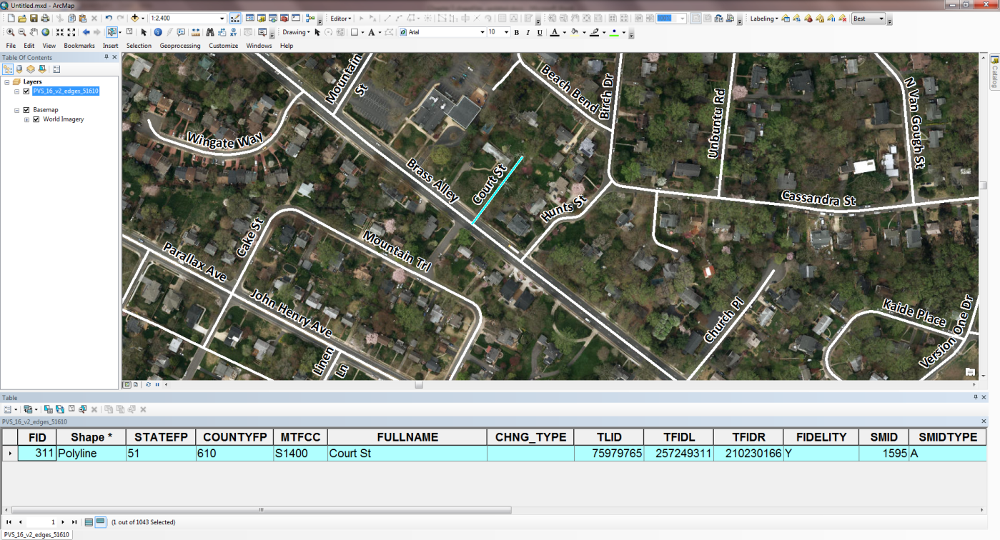 Untitled.mxd - ArcMap
1:2,400
Editor
Labeling
Best
Drawing
Arial
10
B I U A
File Edit View Bookmarks Insert Selection Geoprocessing Customize Windows Help
Table Of Contents
Layers
PVS_16_v2_edges_51610
Basemap
World Imagery
Catalog
Mountain St
Beach Bend
Birch Dr
Unbuntu Rd
N Van Gough St
Wingate Way
Brass Alley
Court St
Hunts St
Cassandra St
Cake St
Mountain Trl
Parallax Ave
John Henry Ave
Linen Ln
Church Pl
Kaide Place
Version One Dr
Table
PVS_16_v2_edges_51610
FID Shape * STATEFP COUNTYFP MTFCC FULLNAME CHNG_TYPE TLID TFIDL TFIDR FIDELITY SMID SMIDTYPE
311 Polyline 51 610 S1400 Court St 75979765 257249311 210230166 Y 1595 A
1 (1 out of 1043 Selected)
PVS_16_v2_edges_51610